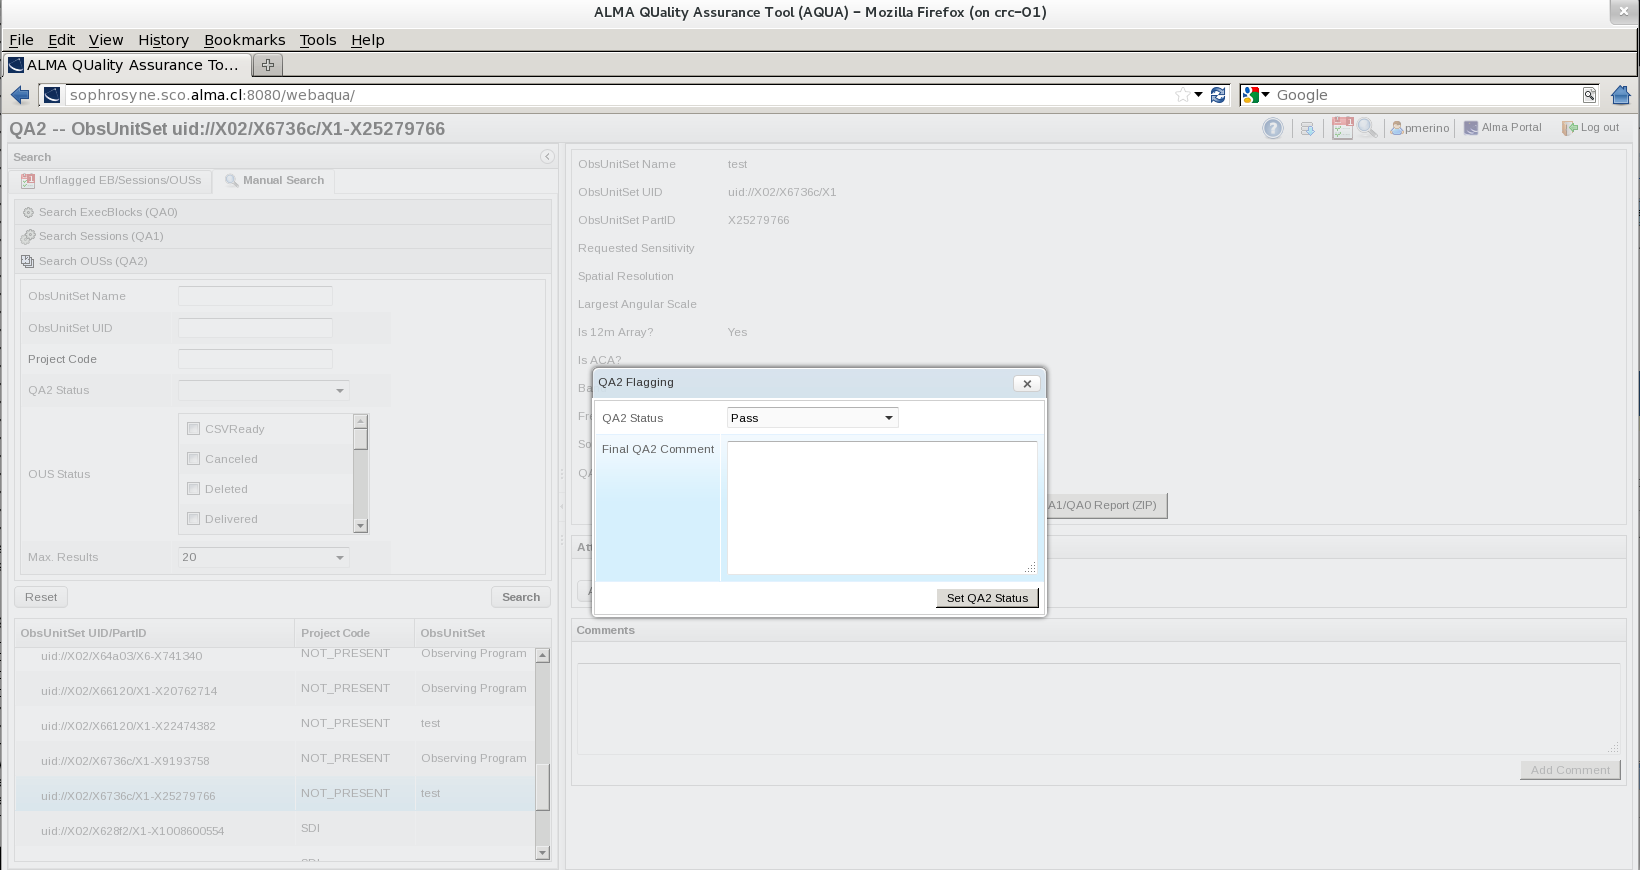 ALMA QUality Assurance Tool (AQUA) - Mozilla Firefox (on crc-01)
File Edit View History Bookmarks Tools Help
ALMA QUality Assurance To...
sophrosyne.sco.alma.cl:8080/webaqua/
Google
QA2 -- ObsUnitSet uid://X02/X6736c/X1-X25279766
pmerino
Alma Portal
Log out
Search
Unflagged EB/Sessions/OUSs
Manual Search
Search ExecBlocks (QA0)
Search Sessions (QA1)
Search OUSs (QA2)
ObsUnitSet Name
ObsUnitSet UID
Project Code
QA2 Status
OUS Status
CSVReady
Canceled
Deleted
Delivered
Max. Results 20
Reset Search
ObsUnitSet UID/PartID Project Code ObsUnitSet
uid://X02/X64a03/X6-X741340 NOT_PRESENT Observing Program
uid://X02/X66120/X1-X20762714 NOT_PRESENT Observing Program
uid://X02/X66120/X1-X22474382 NOT_PRESENT test
uid://X02/X6736c/X1-X9193758 NOT_PRESENT Observing Program
uid://X02/X6736c/X1-X25279766 NOT_PRESENT test
uid://X02/X628f2/X1-X1008600554 SDI
ObsUnitSet Name test
ObsUnitSet UID uid://X02/X6736c/X1
ObsUnitSet PartID X25279766
Requested Sensitivity
Spatial Resolution
Largest Angular Scale
Is 12m Array? Yes
Is ACA?
QA2 Flagging
QA2 Status Pass
Final QA2 Comment
Set QA2 Status
A1/QA0 Report (ZIP)
Comments
Add Comment